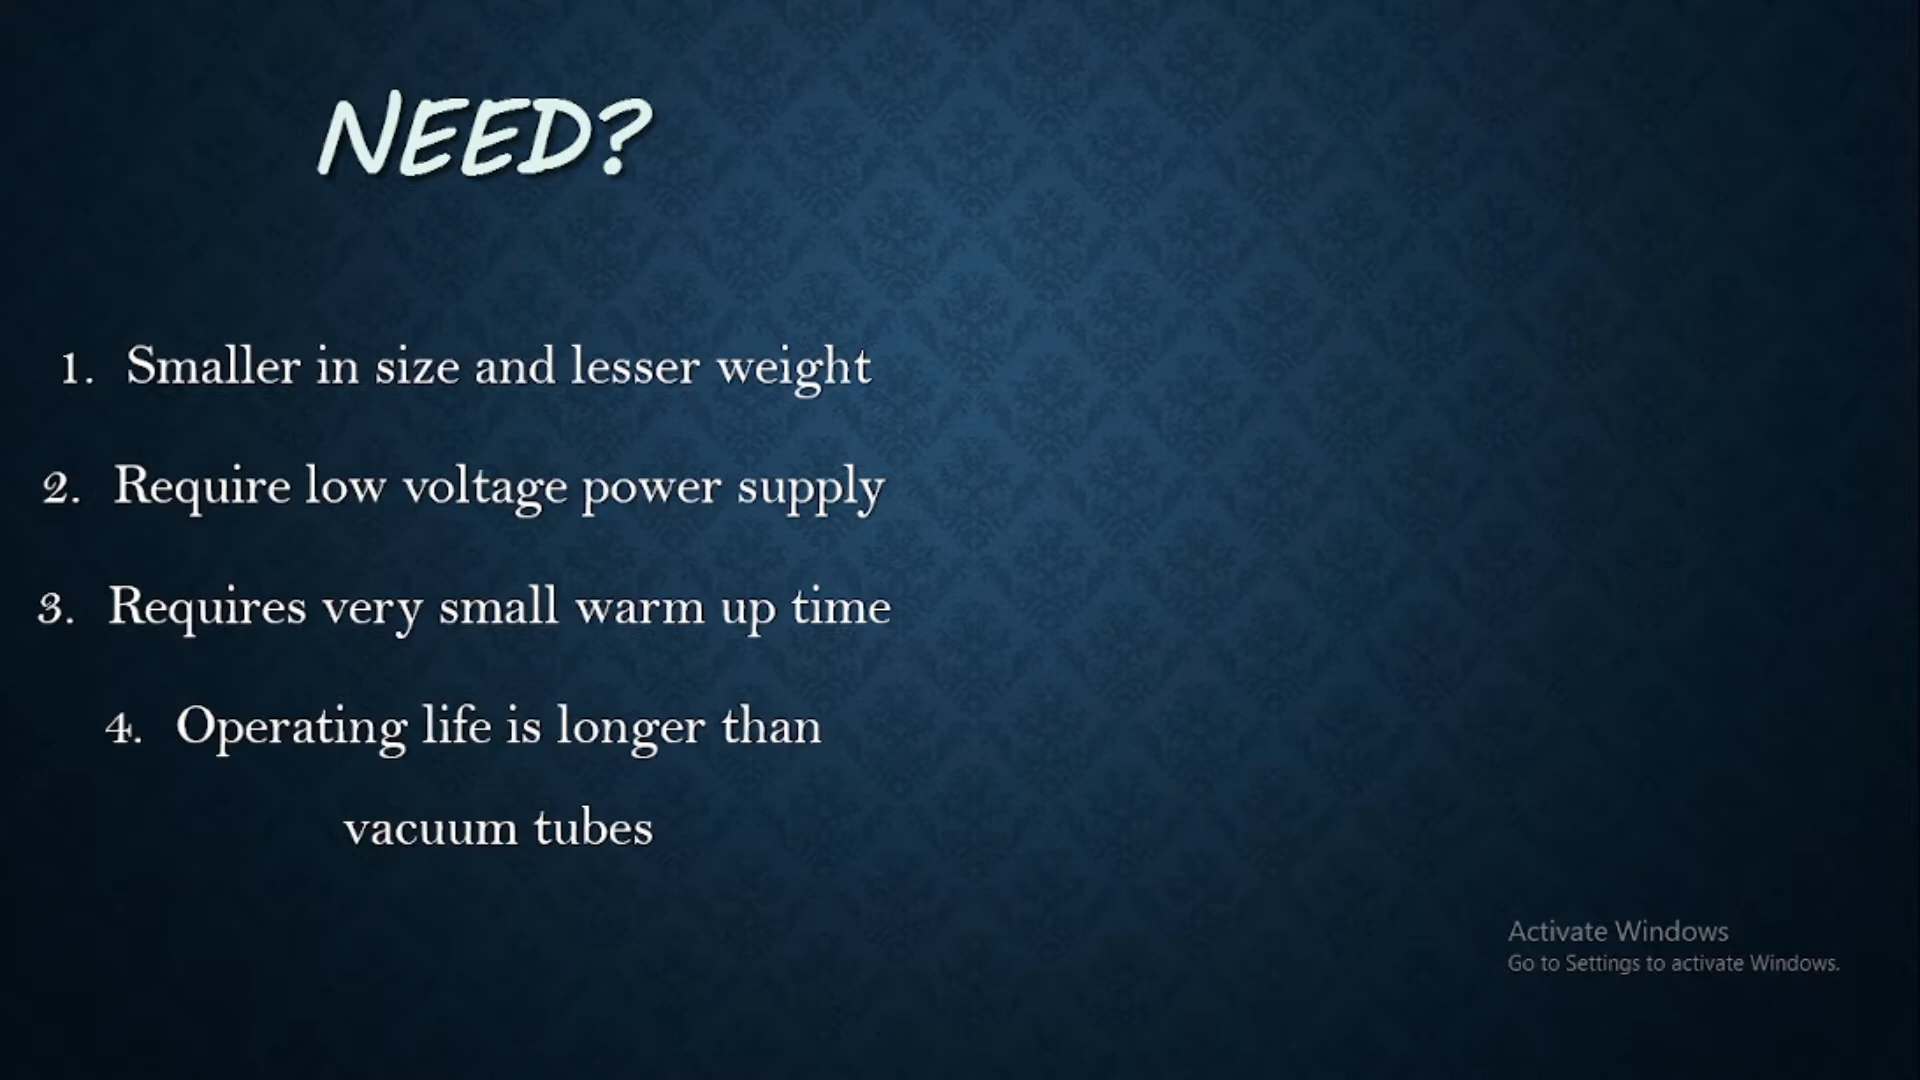 NEED?
1. Smaller in size and lesser weight
2. Require low voltage power supply
3. Requires very small warm up time
4. Operating life is longer than
vacuum tubes
Activate Windows
Go to Settings to activate Windows.